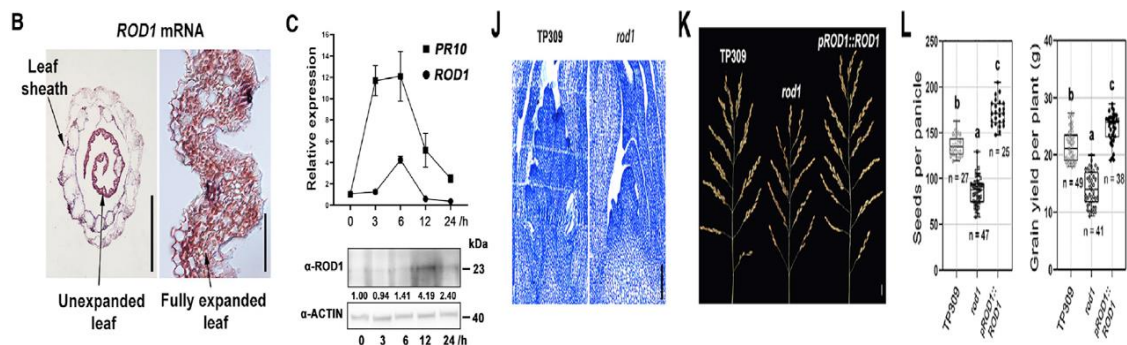 B
ROD1 mRNA
Leaf
sheath
Unexpanded
leaf
Fully expanded
leaf
C
PR10
ROD1
Relative expression
16
14
12
10
8
6
4
2
0
0 3 6 12 24 /h
kDa
α-ROD1
23
1.00 0.94 1.41 4.19 2.40
α-ACTIN
40
0 3 6 12 24 /h
J
TP309 rod1
K
TP309
rod1
pROD1::ROD1
L
Seeds per panicle
250
200
150
100
50
0
b
a
c
n = 27
n = 47
n = 25
TP309
rod1
pROD1::
ROD1
Grain yield per plant (g)
40
30
20
10
0
b
a
c
n = 49
n = 41
n = 38
TP309
rod1
pROD1::
ROD1